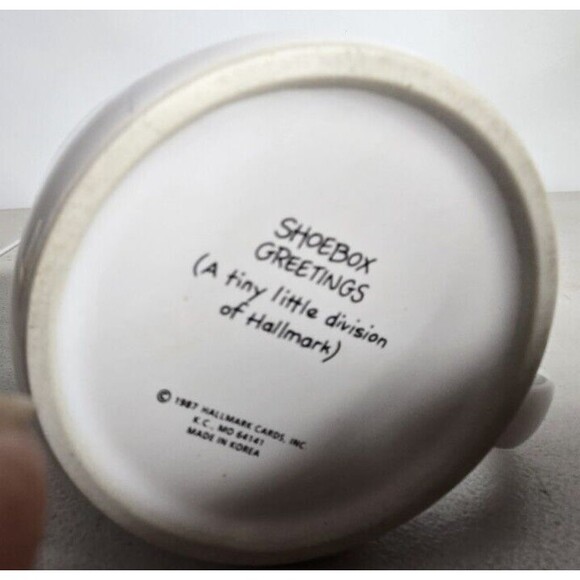 SHOEBOX
GREETINGS
(A tiny little division
of Hallmark)
© 1987 HALLMARK CARDS, INC
K.C., MO 64141
MADE IN KOREA